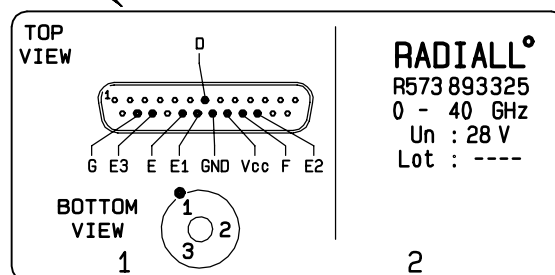 TOP
VIEW
D
1
G E3 E E1 GND Vcc F E2
BOTTOM
VIEW
1
2
3
1
RADIALL°
R573 893325
0 - 40 GHz
Un : 28 V
Lot : ----
2